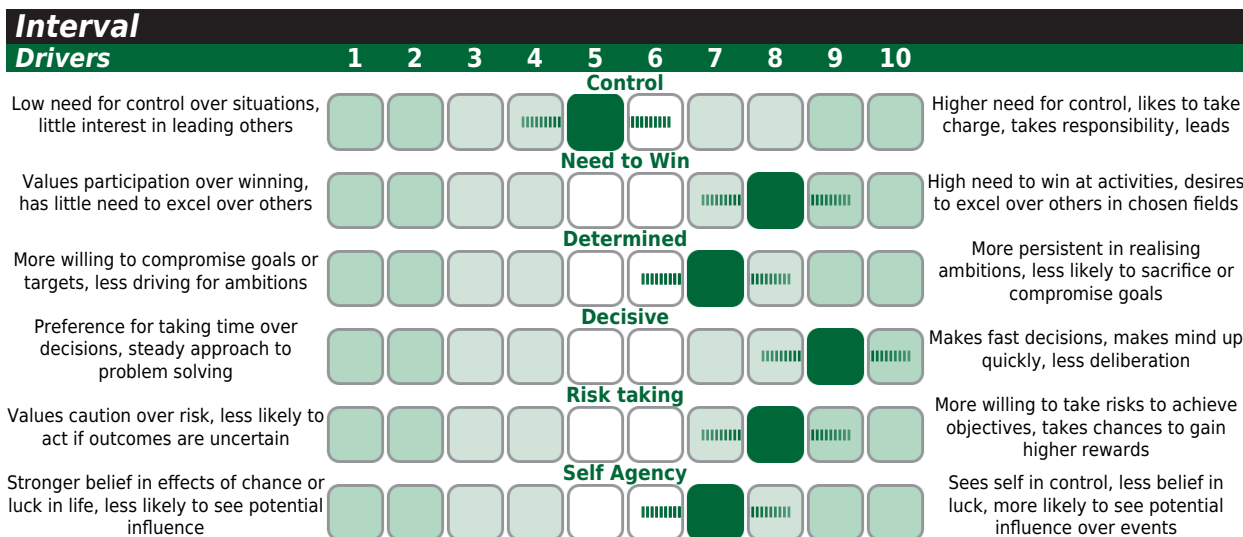 Interval
Drivers 1 2 3 4 5 6 7 8 9 10
Control
Low need for control over situations,
little interest in leading others
Higher need for control, likes to take
charge, takes responsibility, leads
Need to Win
Values participation over winning,
has little need to excel over others
High need to win at activities, desires
to excel over others in chosen fields
Determined
More willing to compromise goals or
targets, less driving for ambitions
More persistent in realising
ambitions, less likely to sacrifice or
compromise goals
Decisive
Preference for taking time over
decisions, steady approach to
problem solving
Makes fast decisions, makes mind up
quickly, less deliberation
Risk taking
Values caution over risk, less likely to
act if outcomes are uncertain
More willing to take risks to achieve
objectives, takes chances to gain
higher rewards
Self Agency
Stronger belief in effects of chance or
luck in life, less likely to see potential
influence
Sees self in control, less belief in
luck, more likely to see potential
influence over events